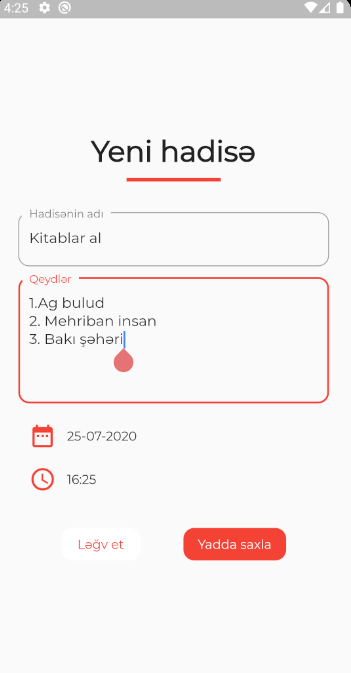 4:25
Yeni hadisə
Hadisənin adı
Kitablar al
Qeydlər
1.Ag bulud
2. Mehriban insan
3. Bakı şəhəri
25-07-2020
16:25
Ləğv et
Yadda saxla